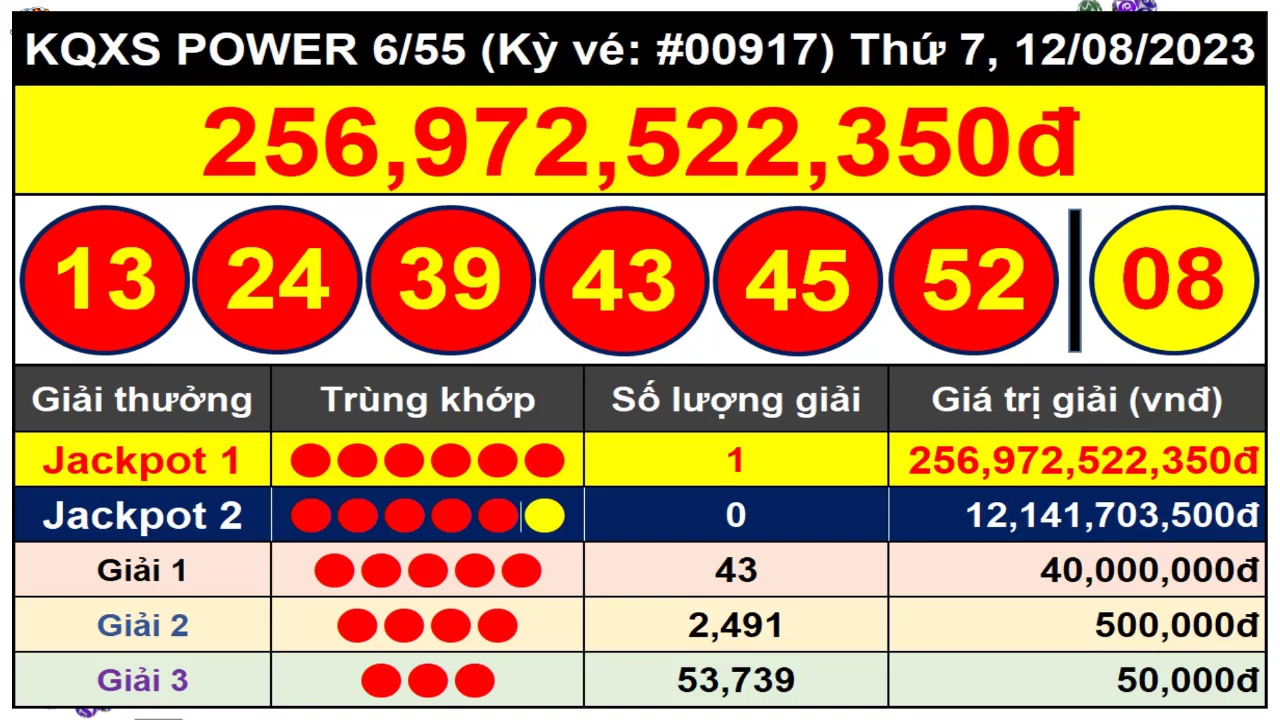 KQXS POWER 6/55 (Kỳ vé: #00917) Thứ 7, 12/08/2023
256,972,522,350đ
13 24 39 43 45 52 08
Giải thưởng Trùng khớp Số lượng giải Giá trị giải (vnđ)
Jackpot 1 1 256,972,522,350đ
Jackpot 2 0 12,141,703,500đ
Giải 1 43 40,000,000đ
Giải 2 2,491 500,000đ
Giải 3 53,739 50,000đ